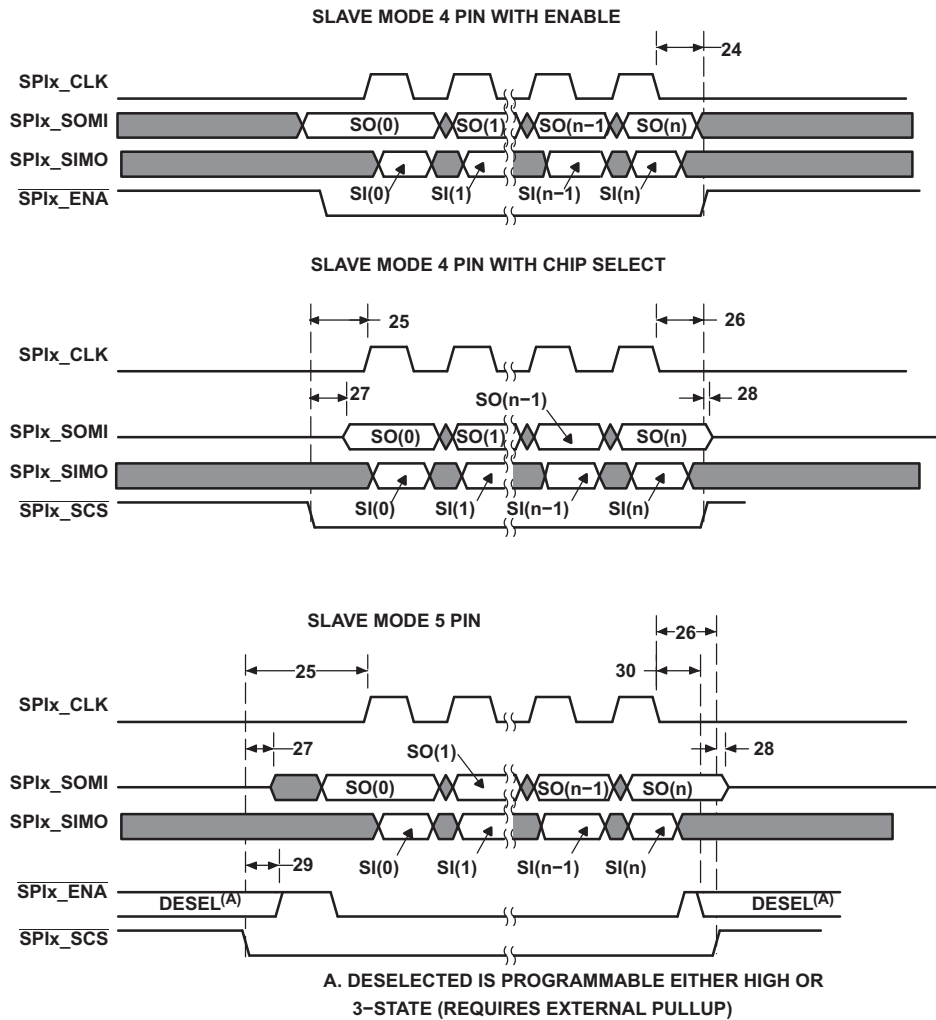 SLAVE MODE 4 PIN WITH ENABLE
24
SPIx_CLK
SPIx_SOMI
SO(0) SO(1) SO(n−1 SO(n)
SPIx_SIMO
SPIx_ENA
SI(0) SI(1) SI(n−1) SI(n)
SLAVE MODE 4 PIN WITH CHIP SELECT
25 26
SPIx_CLK
27 SO(n−1) 28
SPIx_SOMI
SO(0) SO(1) SO(n)
SPIx_SIMO
SPIx_SCS
SI(0) SI(1) SI(n−1) SI(n)
SLAVE MODE 5 PIN
26
25 30
SPIx_CLK
27 SO(1) 28
SPIx_SOMI
SO(0) SO(n−1) SO(n)
SPIx_SIMO
29 SI(0) SI(1) SI(n−1) SI(n)
SPIx_ENA
DESEL(A) DESEL(A)
SPIx_SCS
A. DESELECTED IS PROGRAMMABLE EITHER HIGH OR
3−STATE (REQUIRES EXTERNAL PULLUP)